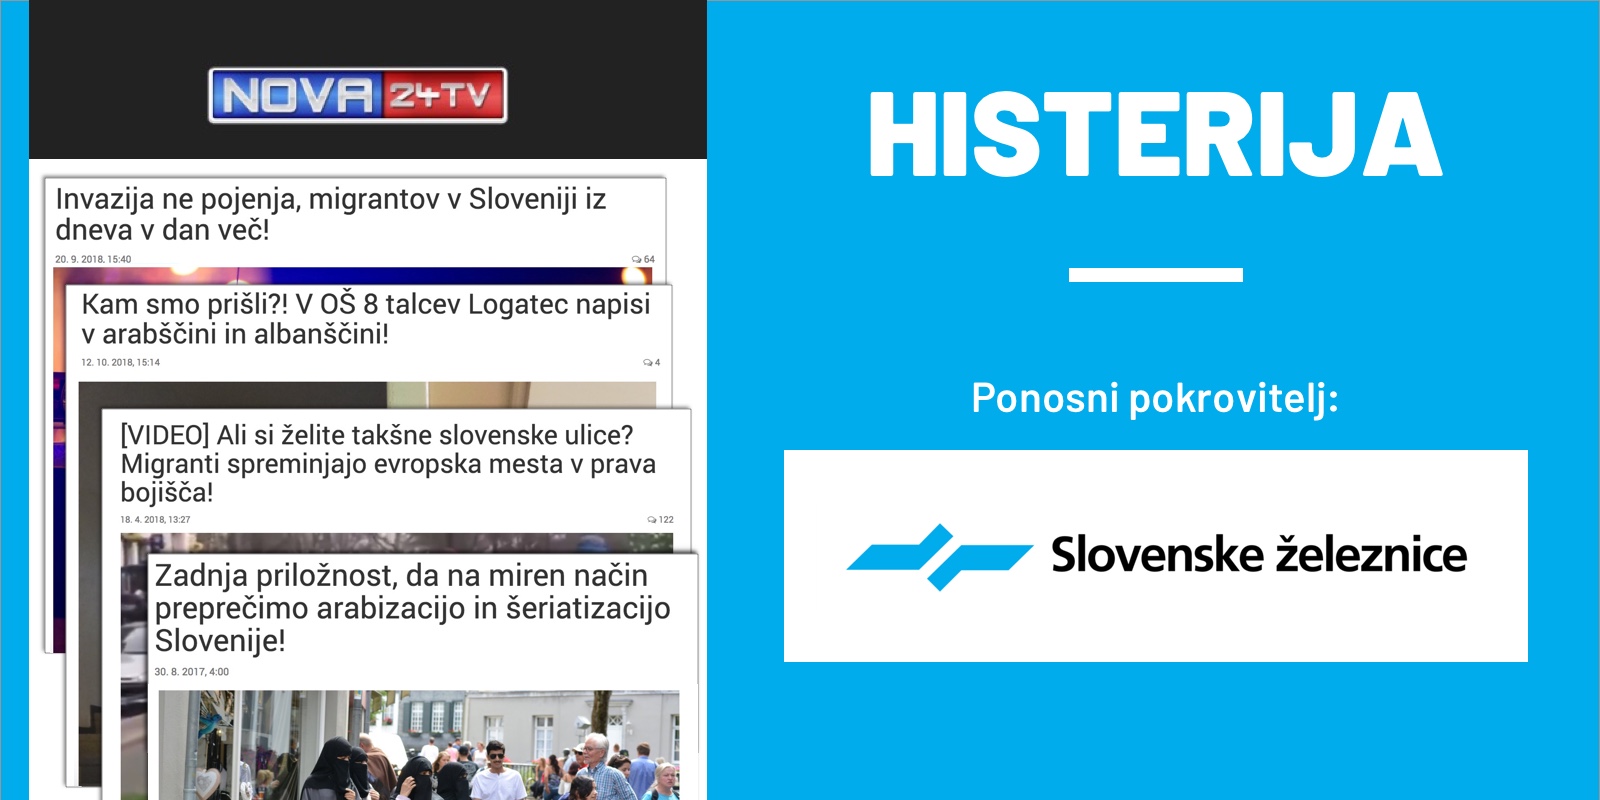 NOVA 24TV
Invazija ne pojenja, migrantov v Sloveniji iz
dneva v dan več!
20. 9. 2018, 15:40
64
Kam smo prišli?! V OŠ 8 talcev Logatec napisi
v arabščini in albanščini!
12. 10. 2018, 15:14
4
[VIDEO] Ali si želite takšne slovenske ulice?
Migranti spreminjajo evropska mesta v prava
bojišča!
18. 4. 2018, 13:27
122
Zadnja priložnost, da na miren način
preprečimo arabizacijo in šeriatizacijo
Slovenije!
30. 8. 2017, 4:00
HISTERIJA
Ponosni pokrovitelj:
Slovenske železnice